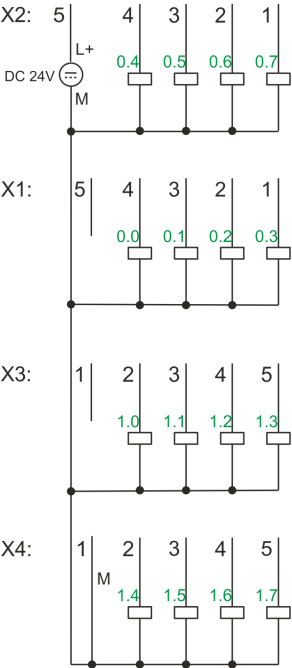 X2: 5 4 3 2 1
L+
0.4 0.5 0.6 0.7
DC 24V
M
X1: 5 4 3 2 1
0.0 0.1 0.2 0.3
X3: 1 2 3 4 5
1.0 1.1 1.2 1.3
X4: 1 2 3 4 5
M
1.4 1.5 1.6 1.7